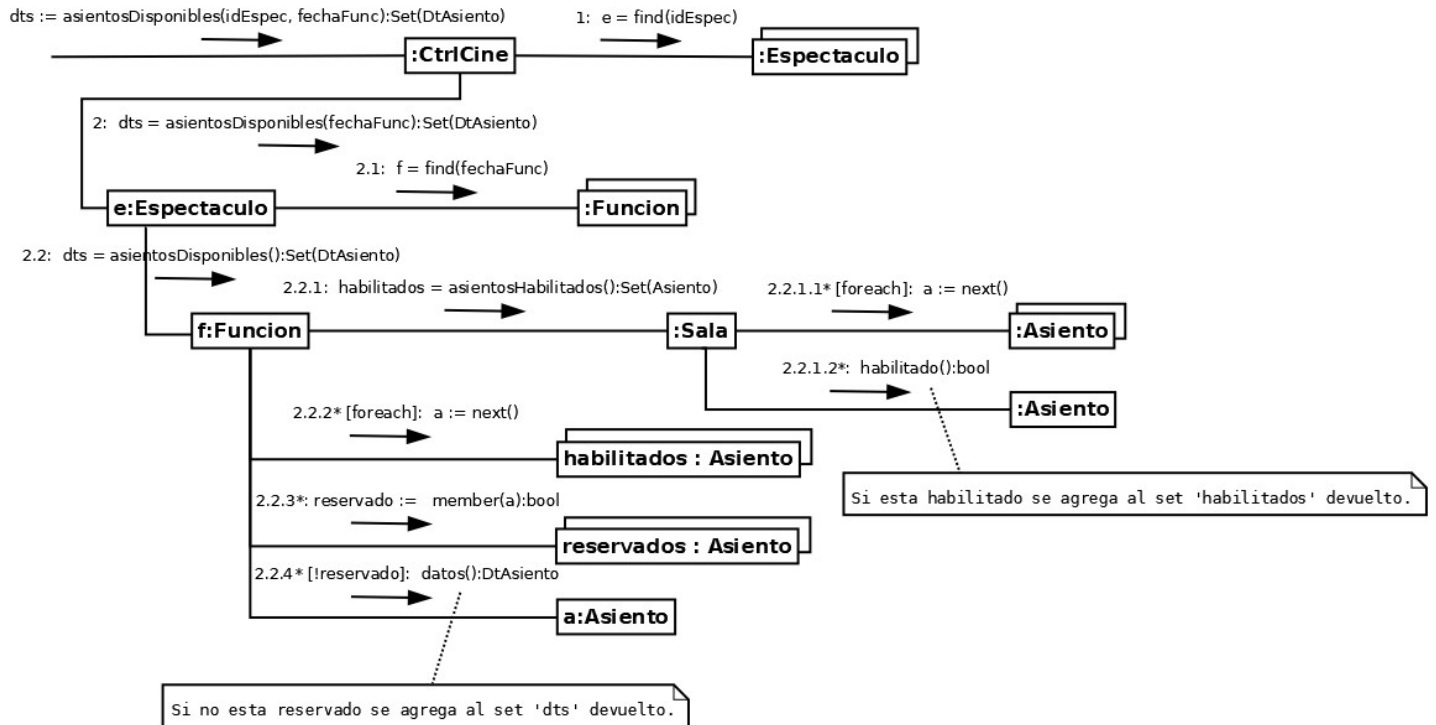 dts := asientosDisponibles(idEspec, fechaFunc):Set(DtAsiento)
1:  e = find(idEspec)
:CtrlCine
:Espectaculo
2:  dts = asientosDisponibles(fechaFunc):Set(DtAsiento)
2.1:  f = find(fechaFunc)
e:Espectaculo
:Funcion
2.2:  dts = asientosDisponibles():Set(DtAsiento)
2.2.1:  habilitados = asientosHabilitados():Set(Asiento)
2.2.1.1* [foreach]:  a := next()
f:Funcion
:Sala
:Asiento
2.2.1.2*:  habilitado():bool
:Asiento
2.2.2* [foreach]:  a := next()
habilitados : Asiento
Si esta habilitado se agrega al set 'habilitados' devuelto.
2.2.3*: reservado :=  member(a):bool
reservados : Asiento
2.2.4* [!reservado]:  datos():DtAsiento
a:Asiento
Si no esta reservado se agrega al set 'dts' devuelto.